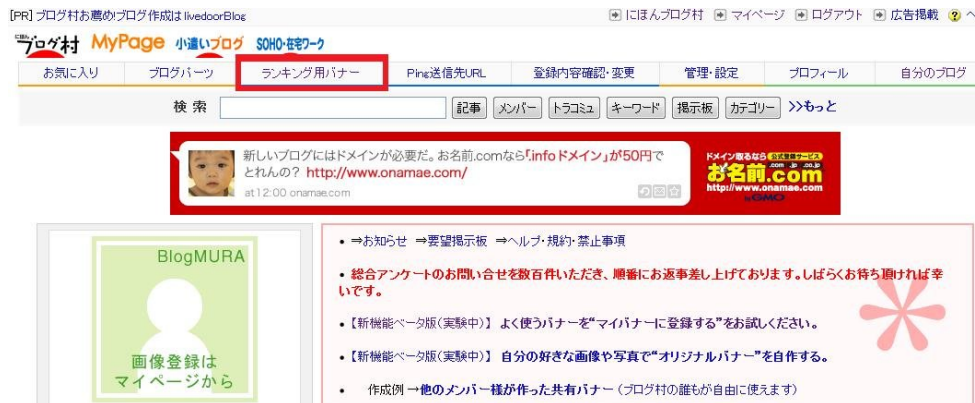 [PR] ブログ村お薦め!ブログ作成は livedoorBlog
にほんブログ村 マイページ ログアウト 広告掲載
ブログ村 MyPage 小遣いブログ SOHO・在宅ワーク
お気に入り ブログパーツ ランキング用バナー Ping送信先URL 登録内容確認・変更 管理・設定 プロフィール 自分のブログ
検 索 記事 メンバー トラコミュ キーワード 掲示板 カテゴリー >>もっと
新しいブログにはドメインが必要だ。お名前.comなら「.infoドメイン」が50円で
とれんの? http://www.onamae.com/
at12:00 onamae.com
ドメイン取るなら 公式登録サービス
お名前.com
http://www.onamae.com
by GMO
BlogMURA
画像登録は
マイページから
• ⇒お知らせ ⇒要望掲示板 ⇒ヘルプ・規約・禁止事項
• 総合アンケートのお問い合せを数百件いただき、順番にお返事差し上げております。しばらくお待ち頂ければ幸
いです。
• 【新機能ベータ版(実験中)】 よく使うバナーを“マイバナーに登録する”をお試しください。
• 【新機能ベータ版(実験中)】 自分の好きな画像や写真で“オリジナルバナー”を自作する。
• 作成例 →他のメンバー様が作った共有バナー (ブログ村の誰もが自由に使えます)